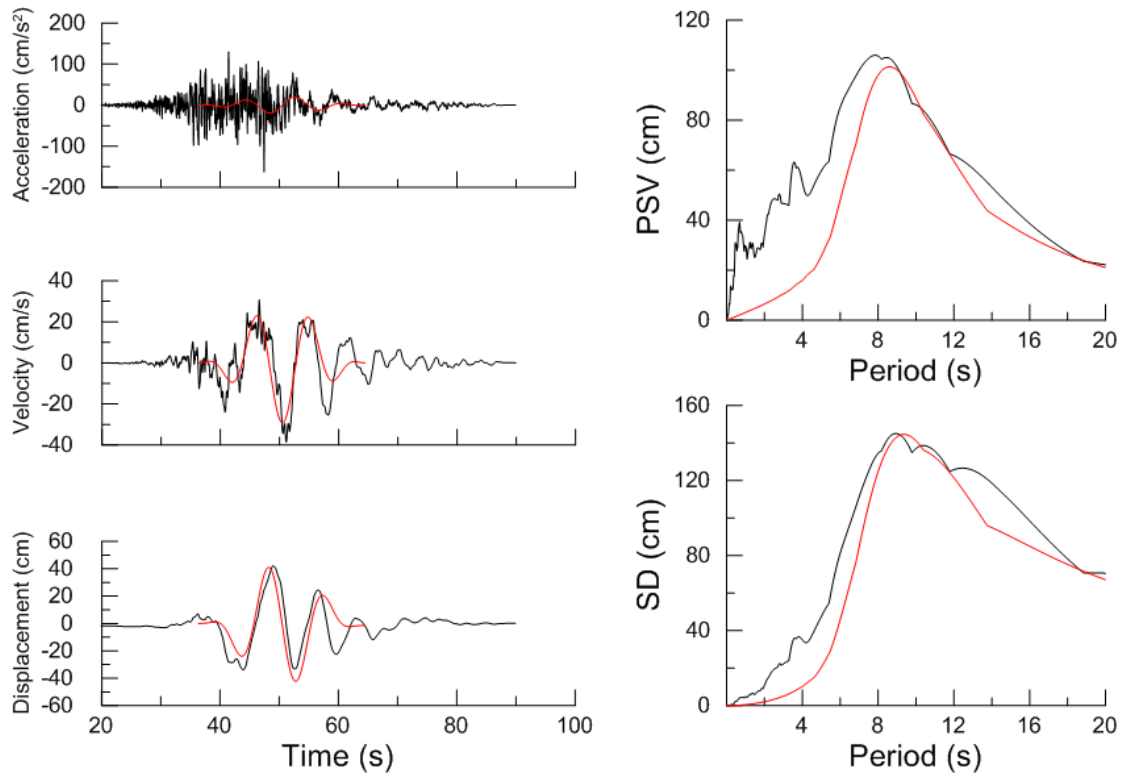 200
100
0
-100
-200
Acceleration (cm/s²)
40
20
0
-20
-40
Velocity (cm/s)
60
40
20
0
-20
-40
-60
Displacement (cm)
20 40 60 80 100
Time (s)
120
80
40
0
PSV (cm)
4 8 12 16 20
Period (s)
160
120
80
40
0
SD (cm)
4 8 12 16 20
Period (s)